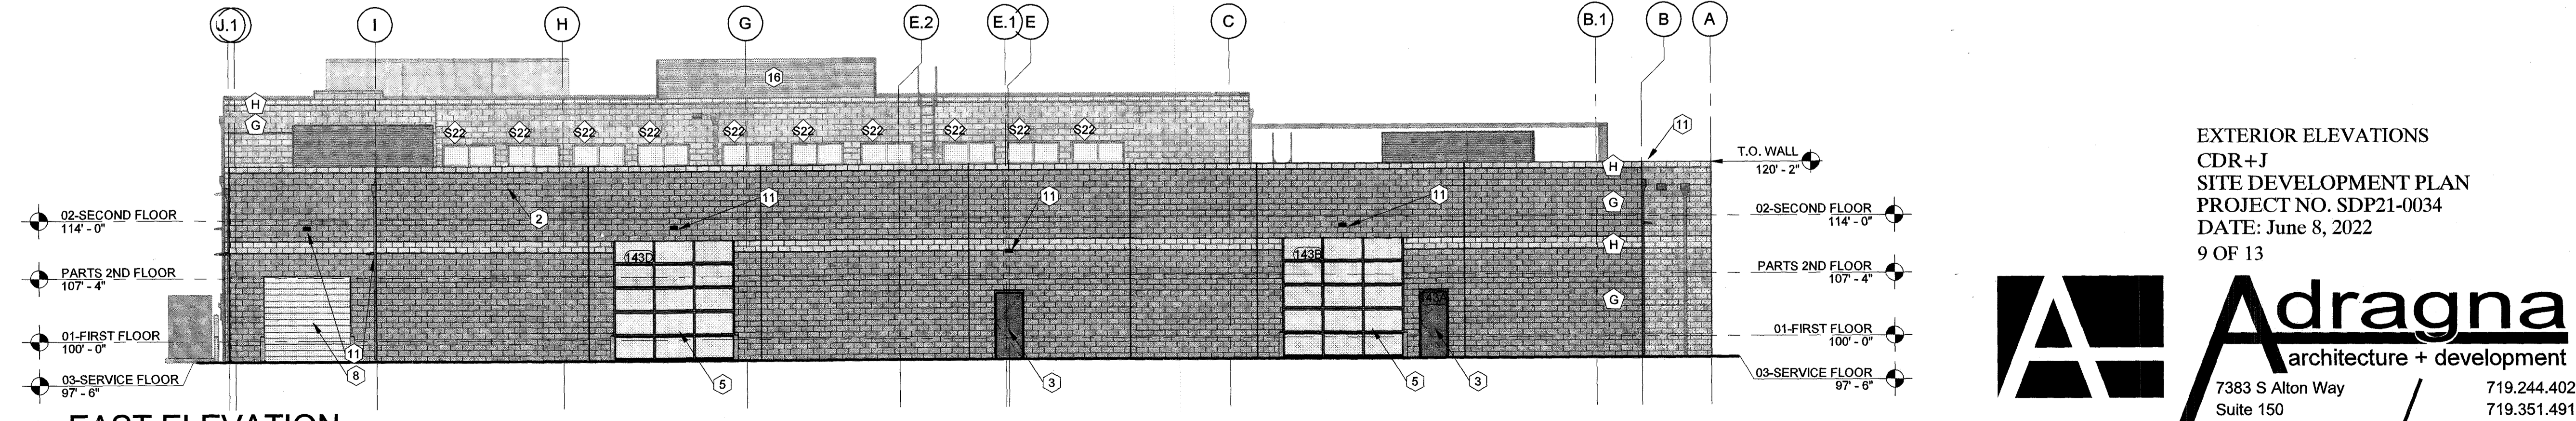 J.1 I H G E.2 E.1 E C B.1 B A
16
H
G
S22 S22 S22 S22 S22 S22 S22 S22 S22 S22
11
T.O. WALL
120' - 2"
H
2
11
11
11
G
02-SECOND FLOOR
114' - 0"
02-SECOND FLOOR
114' - 0"
H
143D
143B
PARTS 2ND FLOOR
107' - 4"
PARTS 2ND FLOOR
107' - 4"
143A
G
01-FIRST FLOOR
100' - 0"
01-FIRST FLOOR
100' - 0"
11
8
5
3
5
3
03-SERVICE FLOOR
97' - 6"
03-SERVICE FLOOR
97' - 6"
EAST ELEVATION
EXTERIOR ELEVATIONS
CDR+J
SITE DEVELOPMENT PLAN
PROJECT NO. SDP21-0034
DATE: June 8, 2022
9 OF 13
A
Adragna
architecture + development
7383 S Alton Way
719.244.402
Suite 150
719.351.491